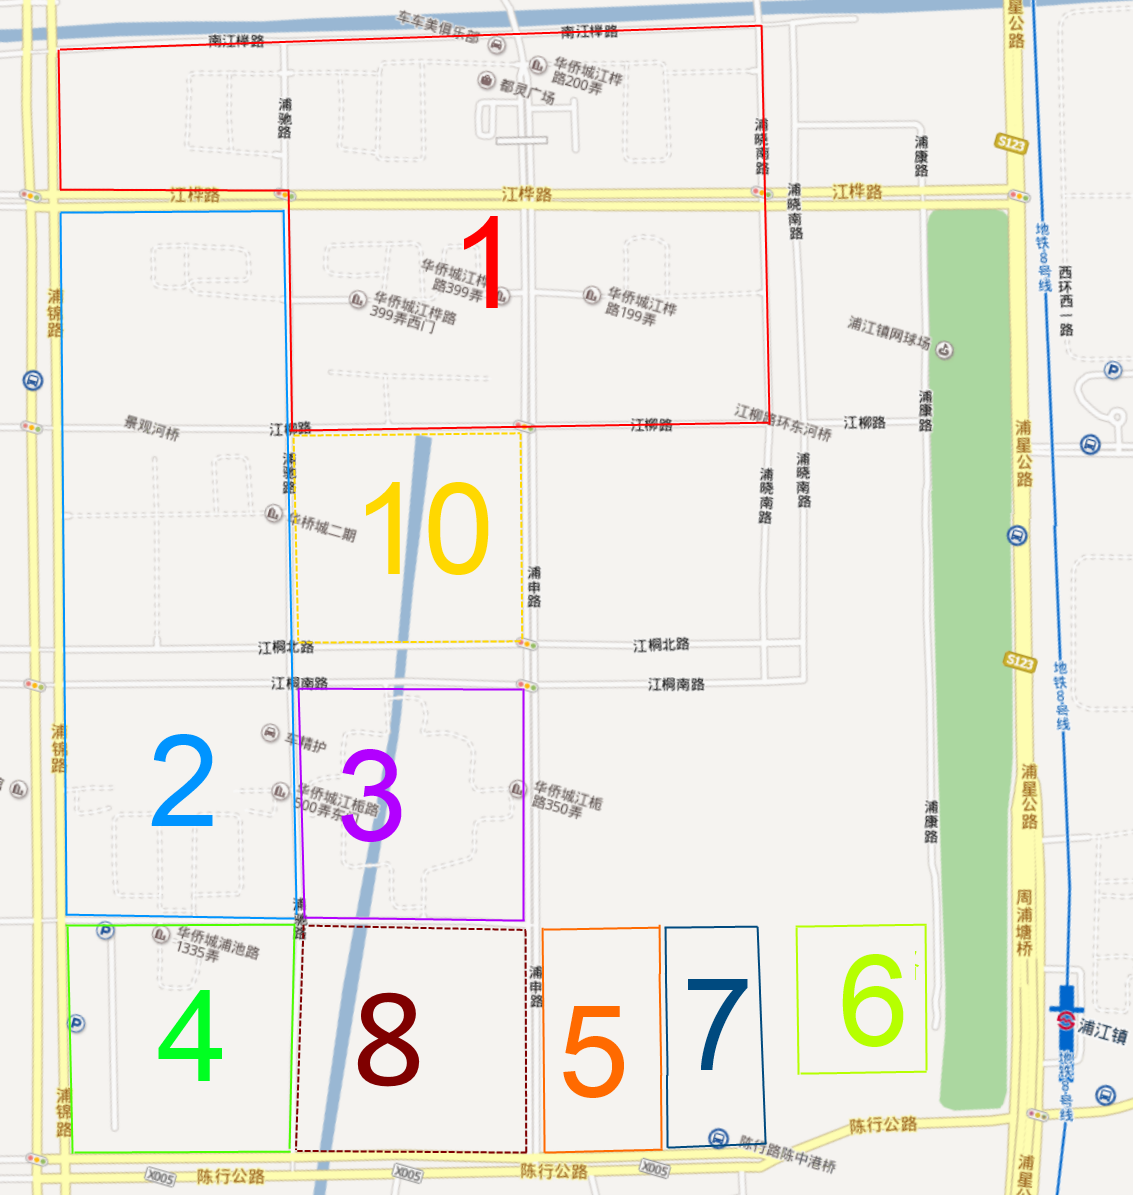 车车美俱乐部
南江桦路
南江桦路
浦星公路
华侨城江桦
路200弄
都灵广场
浦驰路
浦晓南路
浦康路
S123
江桦路
江桦路
江桦路
浦晓南路
1
地铁8号线
西环西一路
华侨城江桦
路399弄
华侨城江桦路
399弄西门
华侨城江桦
路199弄
浦锦路
浦江镇网球场
P
浦康路
景观河桥
江柳路
江柳路
江柳路环东河桥
江柳路
浦星公路
浦驰路
浦晓南路
浦晓南路
10
华侨城二期
浦申路
江桐北路
江桐北路
S123
地铁8号线
江桐南路
江桐南路
浦锦路
车精护
2
3
华侨城江栀路
500弄东门
华侨城江栀
路350弄
浦康路
浦星公路
浦驰路
周浦塘桥
P
华侨城浦池路
1335弄
浦申路
4
8
5
7
6
P
浦江镇
地铁8号线
浦锦路
陈行公路
陈行路陈中港桥
X005
陈行公路
X005
陈行公路
X005
浦星